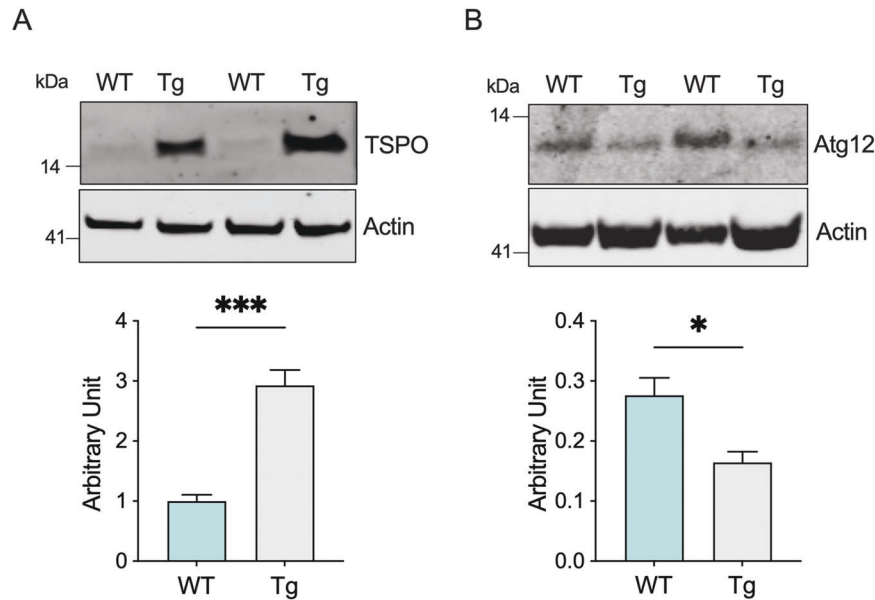 A
B
kDa WT Tg WT Tg
TSPO
14
Actin
41
kDa WT Tg WT Tg
14
Atg12
Actin
41
***
4
3
2
1
0
Arbitrary Unit
WT Tg
*
0.4
0.3
0.2
0.1
0.0
Arbitrary Unit
WT Tg